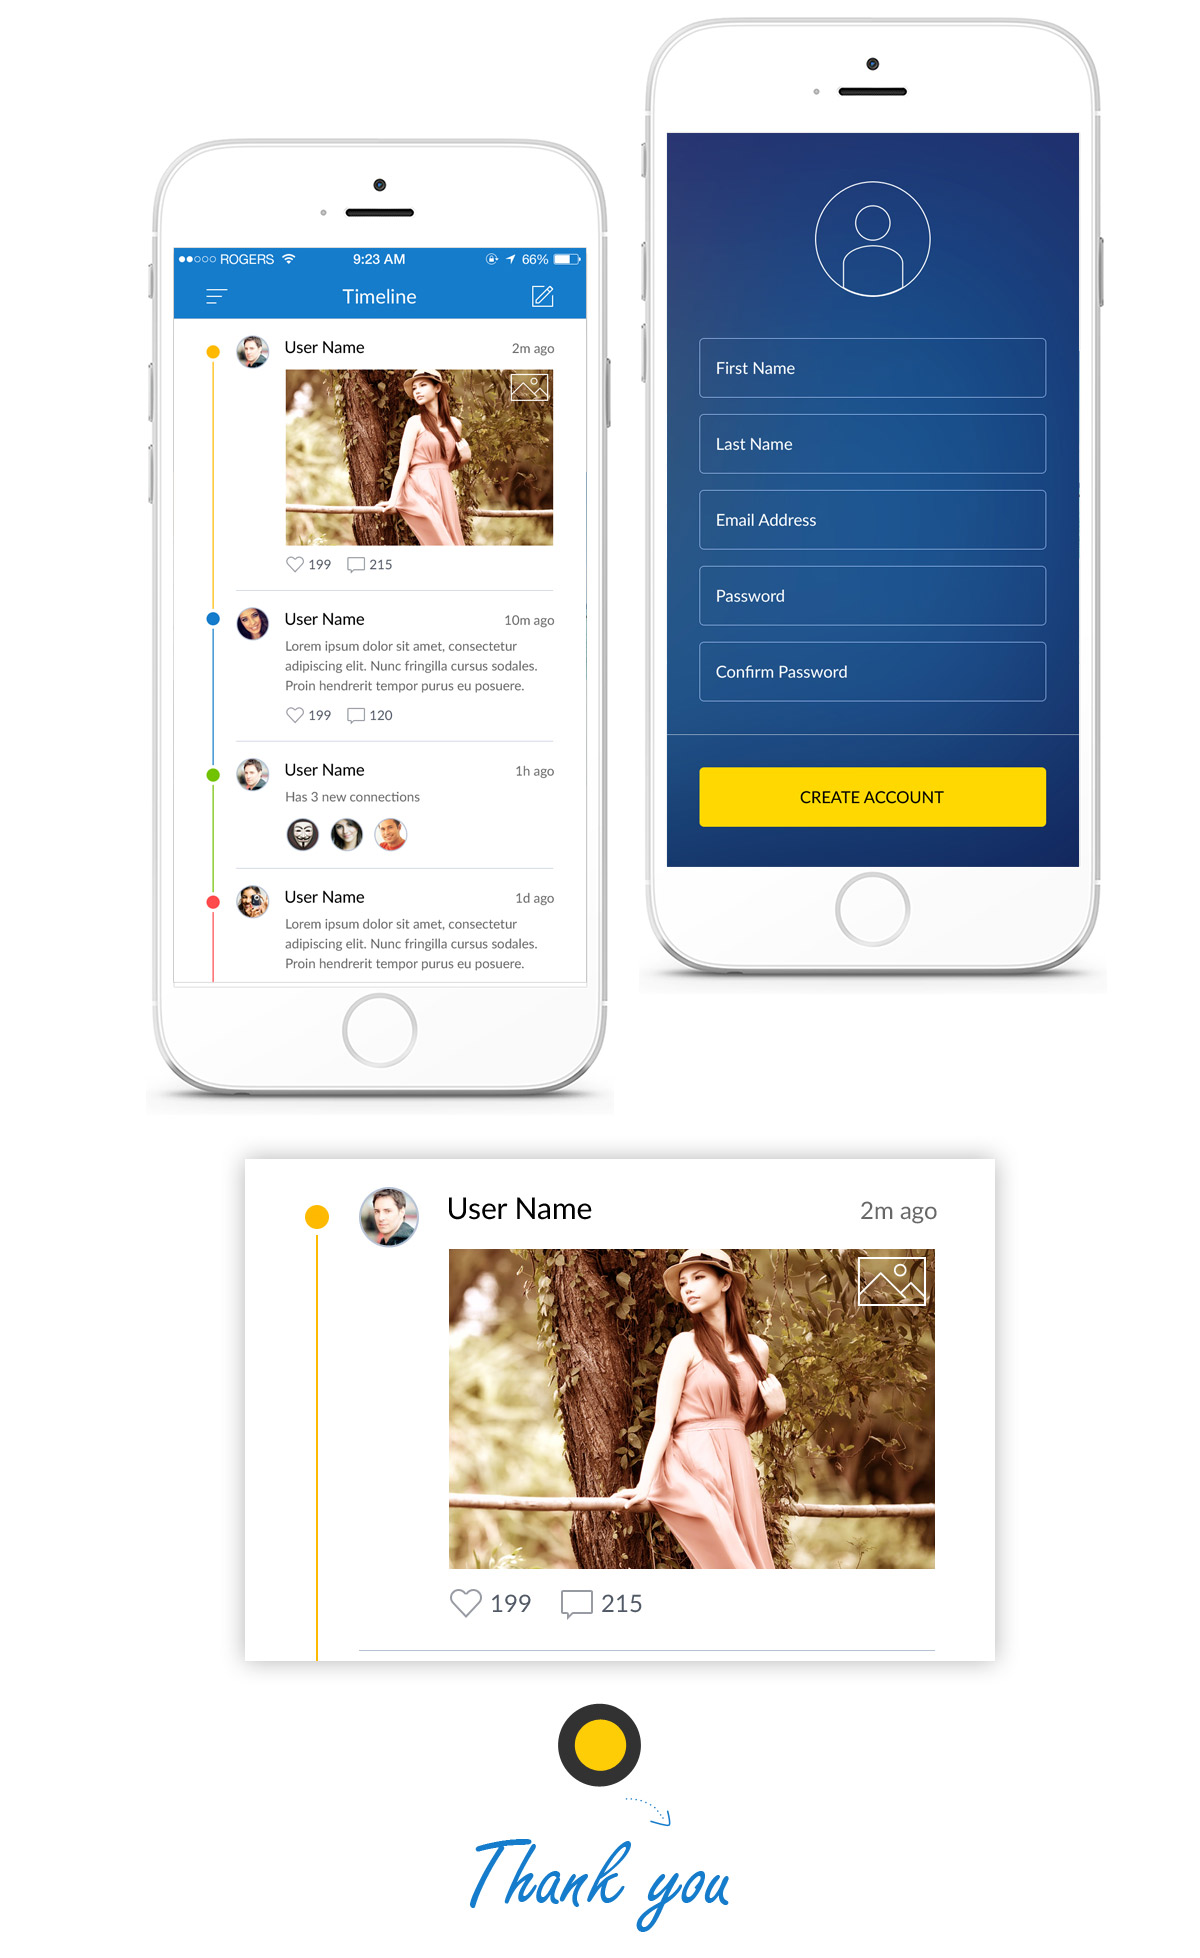 ROGERS 9:23 AM 66%
Timeline
User Name 2m ago
199 215
User Name 10m ago
Lorem ipsum dolor sit amet, consectetur
adipiscing elit. Nunc fringilla cursus sodales.
Proin hendrerit tempor purus eu posuere.
199 120
User Name 1h ago
Has 3 new connections
User Name 1d ago
Lorem ipsum dolor sit amet, consectetur
adipiscing elit. Nunc fringilla cursus sodales.
Proin hendrerit tempor purus eu posuere.
First Name
Last Name
Email Address
Password
Confirm Password
CREATE ACCOUNT
User Name 2m ago
199 215
Thank you